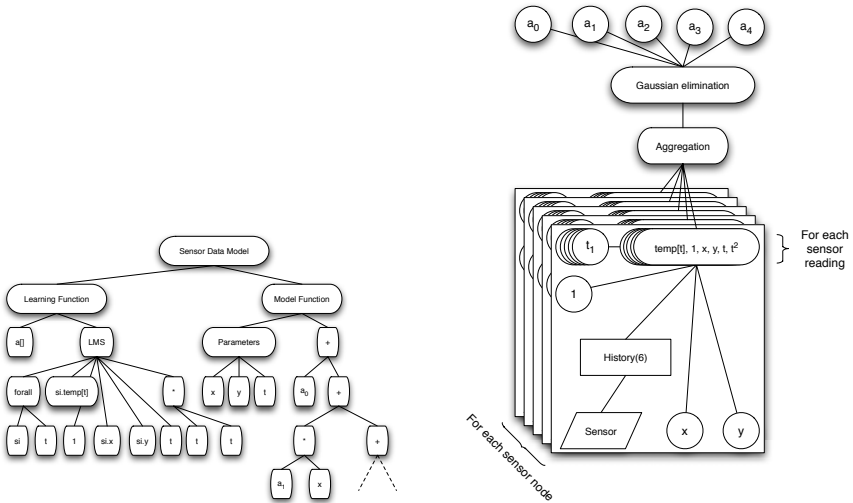 Sensor Data Model
Learning Function
Model Function
a[]
LMS
Parameters
+
forall
si.temp[t]
*
x
y
t
a0
+
si
t
1
si.x
si.y
t
t
t
*
+
a1
x
a0
a1
a2
a3
a4
Gaussian elimination
Aggregation
t1
temp[t], 1, x, y, t, t²
For each
sensor
reading
1
History(6)
Sensor
x
y
For each sensor node